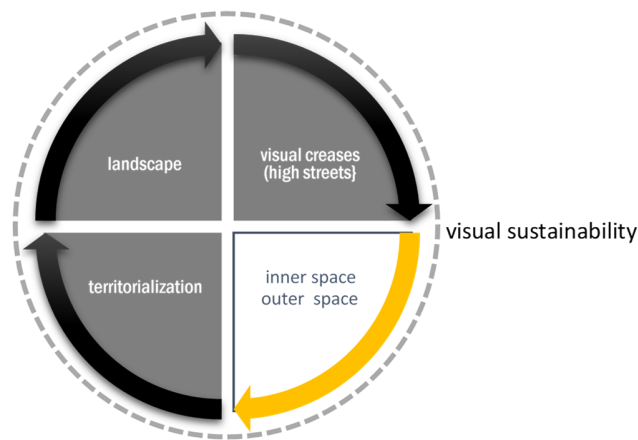 landscape
visual creases
(high streets}
visual sustainability
territorialization
inner space
outer  space